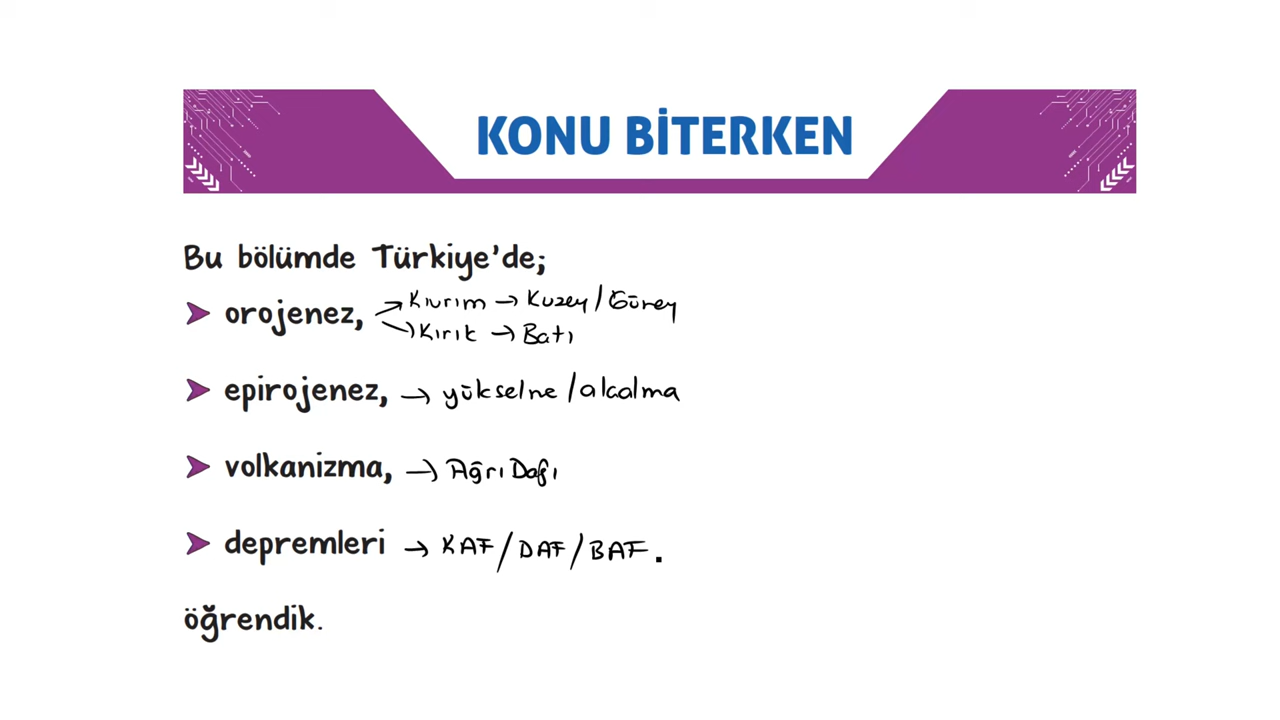 KONU BİTERKEN
Bu bölümde Türkiye'de;
➤ orojenez, → Kıvrım → Kuzey / Güney
→ Kırık → Batı
➤ epirojenez, → yükselme / alçalma
➤ volkanizma, → Ağrı Dağı
➤ depremleri → KAF / DAF / BAF.
öğrendik.